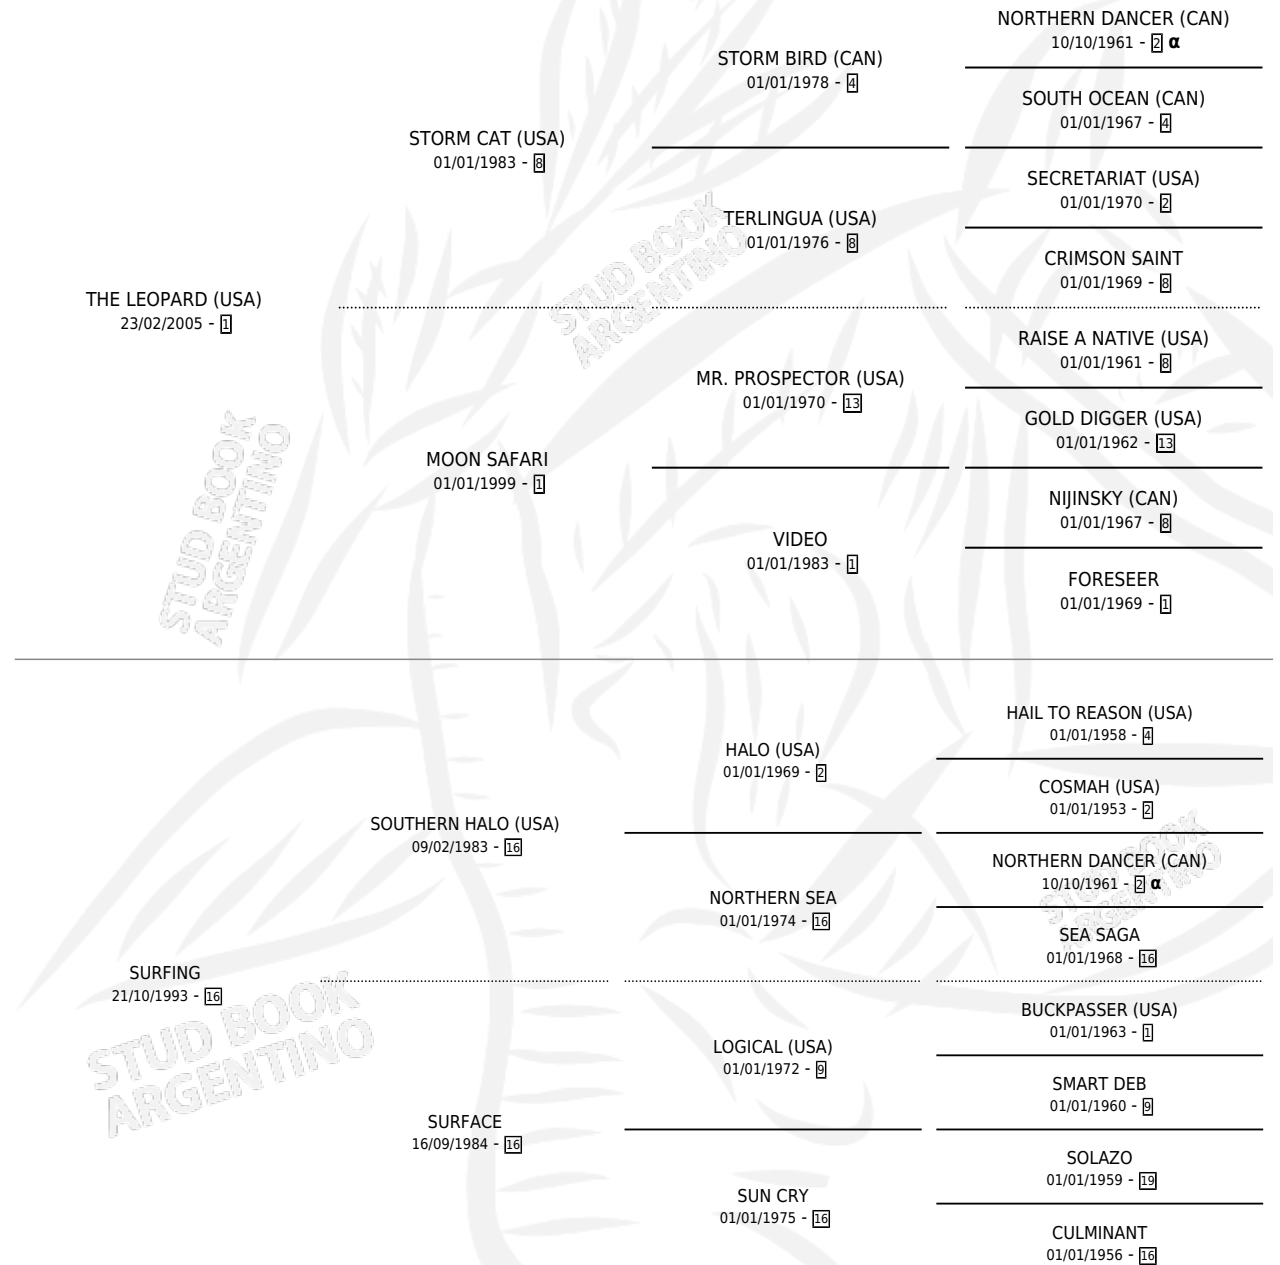 NORTHERN DANCER (CAN)
10/10/1961 - 2 α
STORM BIRD (CAN)
01/01/1978 - 4
SOUTH OCEAN (CAN)
01/01/1967 - 4
STORM CAT (USA)
01/01/1983 - 8
SECRETARIAT (USA)
01/01/1970 - 2
TERLINGUA (USA)
01/01/1976 - 8
CRIMSON SAINT
01/01/1969 - 8
THE LEOPARD (USA)
23/02/2005 - 1
RAISE A NATIVE (USA)
01/01/1961 - 8
MR. PROSPECTOR (USA)
01/01/1970 - 13
GOLD DIGGER (USA)
01/01/1962 - 13
MOON SAFARI
01/01/1999 - 1
NIJINSKY (CAN)
01/01/1967 - 8
VIDEO
01/01/1983 - 1
FORESEER
01/01/1969 - 1
HAIL TO REASON (USA)
01/01/1958 - 4
HALO (USA)
01/01/1969 - 2
COSMAH (USA)
01/01/1953 - 2
SOUTHERN HALO (USA)
09/02/1983 - 16
NORTHERN DANCER (CAN)
10/10/1961 - 2 α
NORTHERN SEA
01/01/1974 - 16
SEA SAGA
01/01/1968 - 16
SURFING
21/10/1993 - 16
BUCKPASSER (USA)
01/01/1963 - 1
LOGICAL (USA)
01/01/1972 - 9
SMART DEB
01/01/1960 - 9
SURFACE
16/09/1984 - 16
SOLAZO
01/01/1959 - 19
SUN CRY
01/01/1975 - 16
CULMINANT
01/01/1956 - 16
STUD BOOK
ARGENTINO
STUD BOOK
ARGENTINO
STUD BOOK
ARGENTINO
STUD BOOK
ARGENTINO